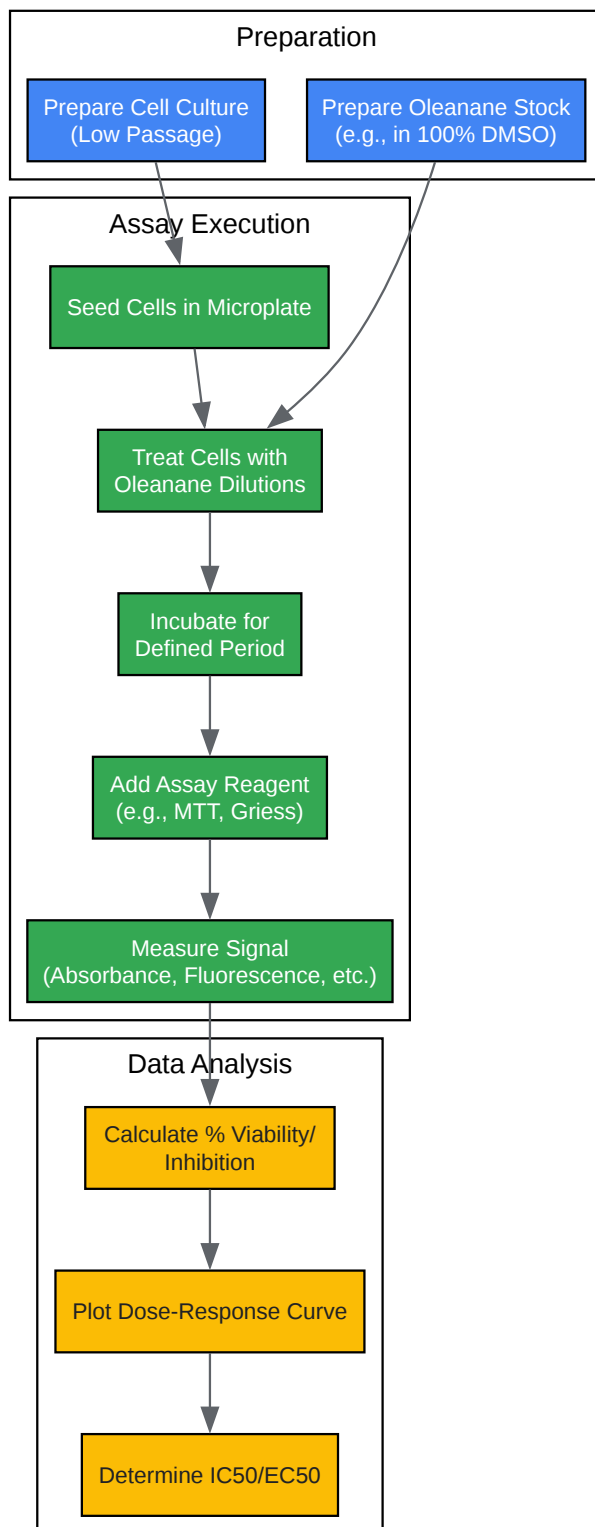 Preparation
Prepare Cell Culture
(Low Passage)
Prepare Oleanane Stock
(e.g., in 100% DMSO)
Assay Execution
Seed Cells in Microplate
Treat Cells with
Oleanane Dilutions
Incubate for
Defined Period
Add Assay Reagent
(e.g., MTT, Griess)
Measure Signal
(Absorbance, Fluorescence, etc.)
Data Analysis
Calculate % Viability/
Inhibition
Plot Dose-Response Curve
Determine IC50/EC50